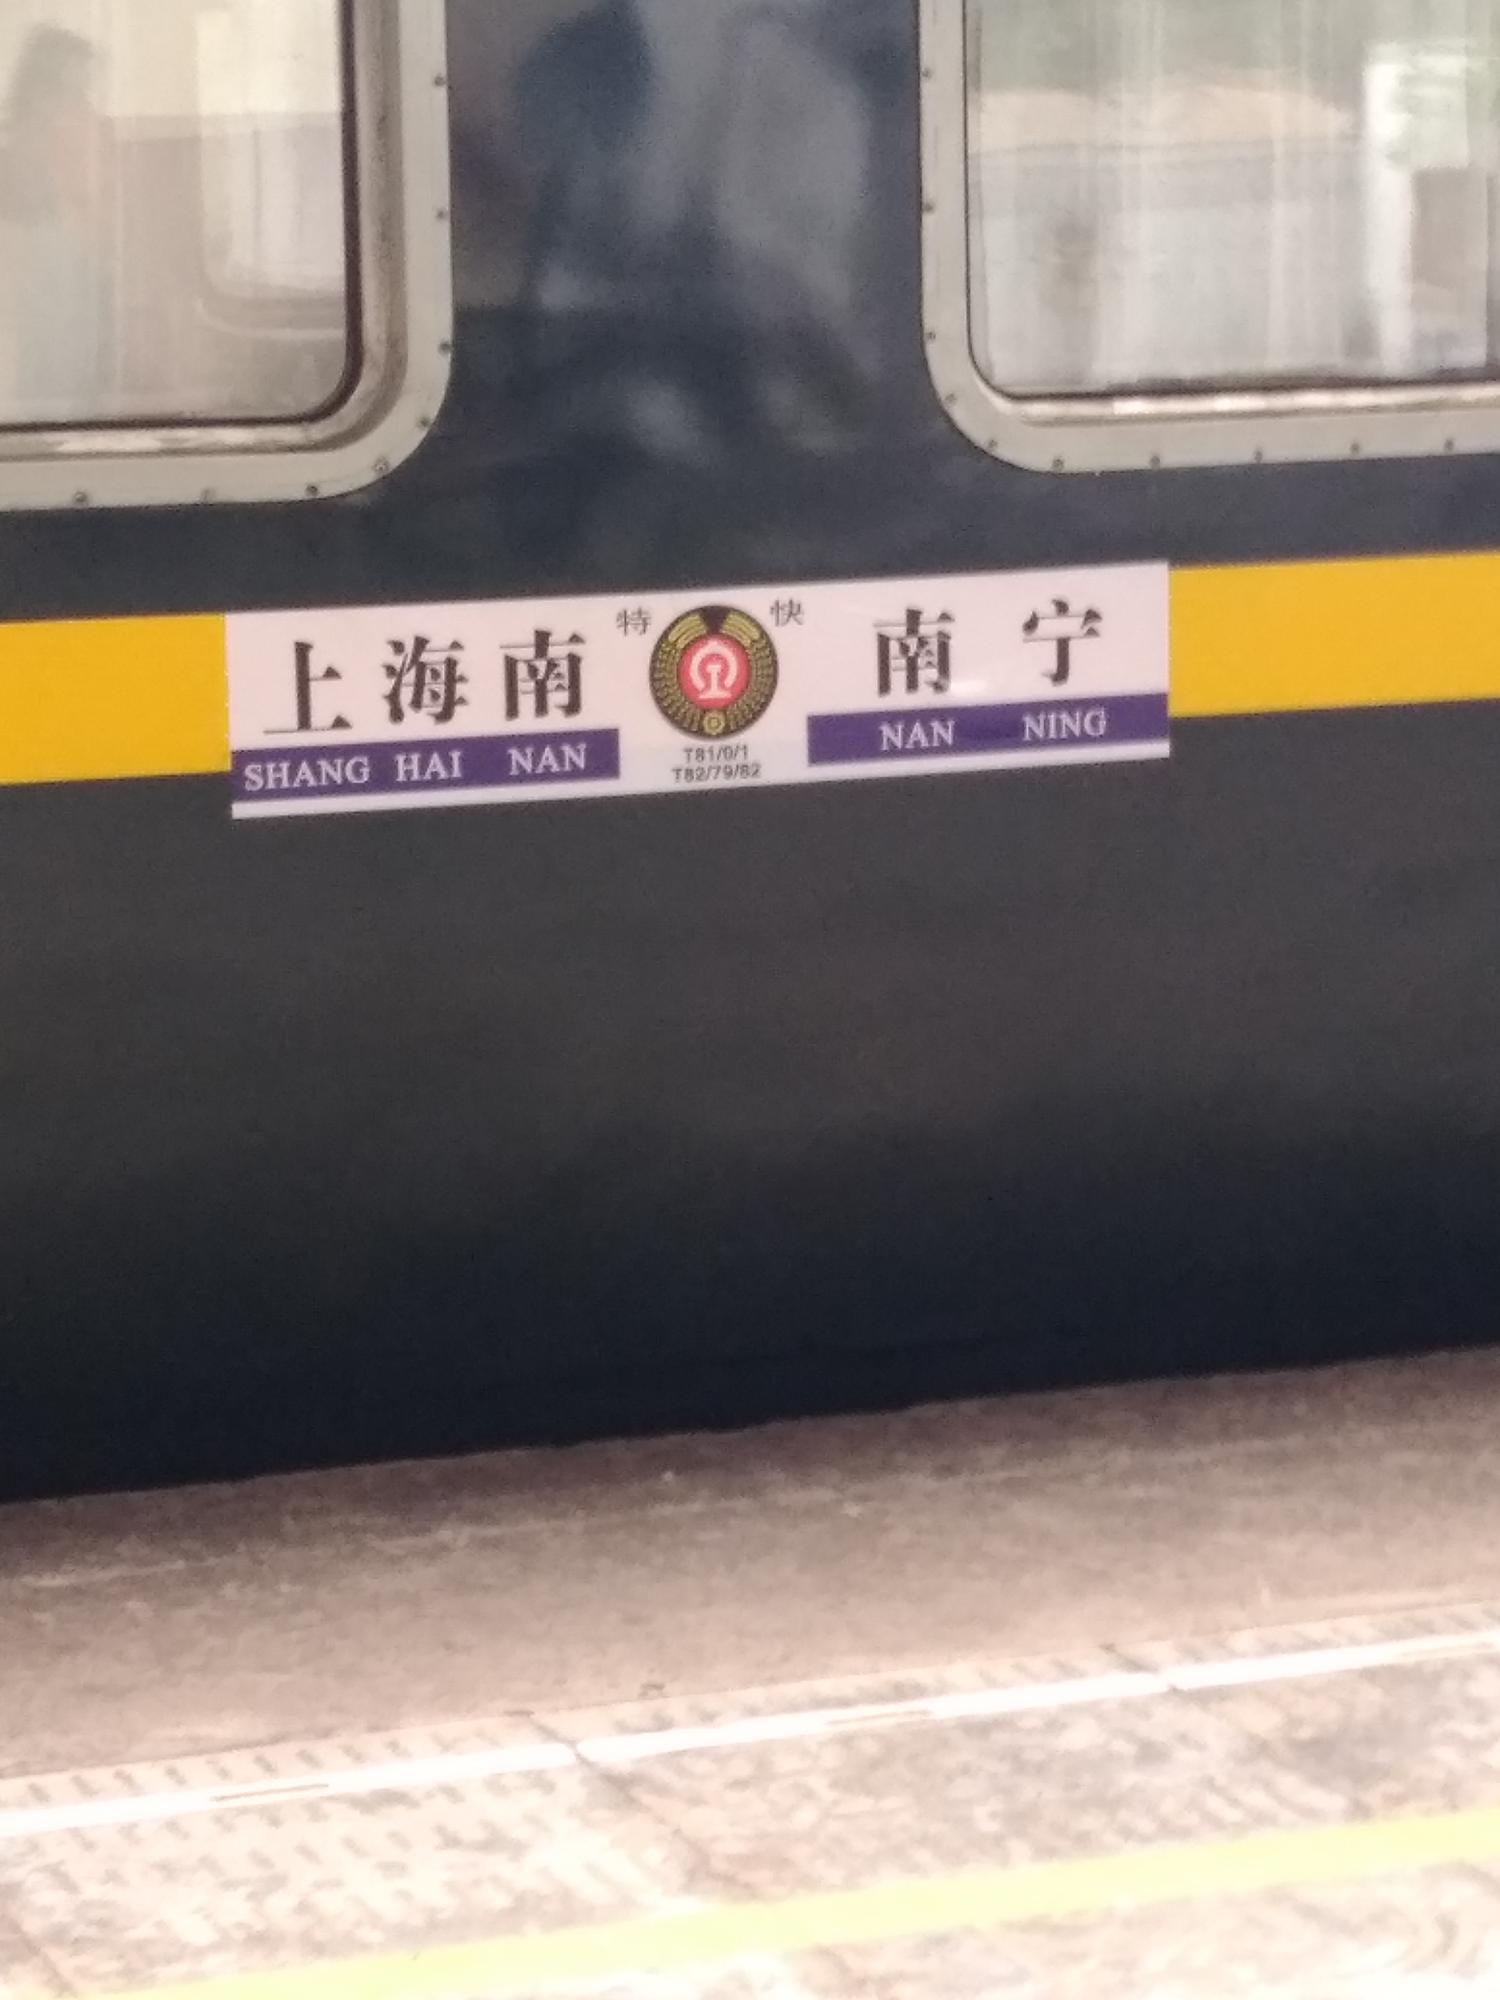 上海南
SHANG HAI NAN
特 快
T81/0/1
T82/79/82
南宁
NAN NING